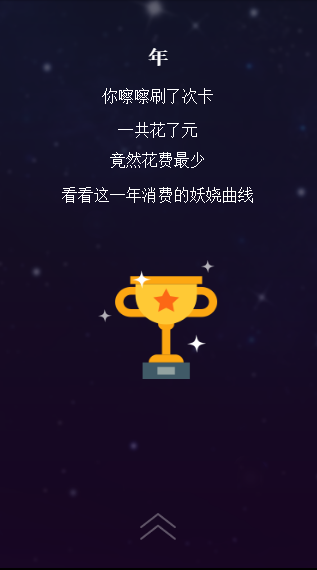 年
你嚓嚓刷了次卡
一共花了元
竟然花费最少
看看这一年消费的妖娆曲线